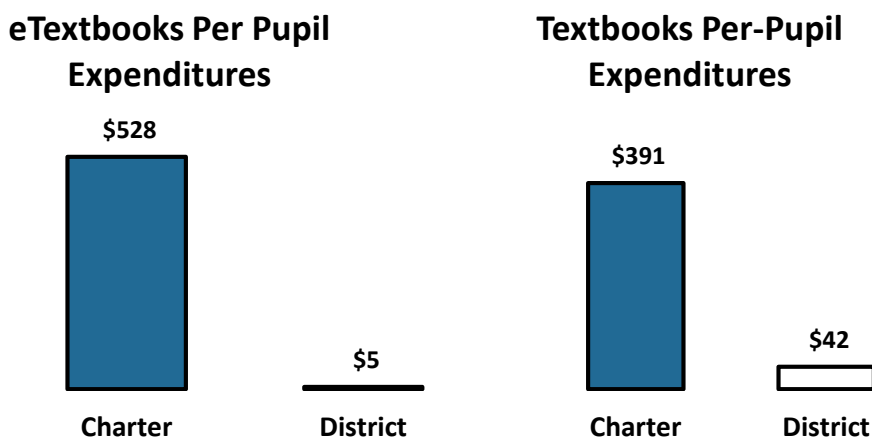 eTextbooks Per Pupil
Expenditures
$528
$5
Charter
District
Textbooks Per-Pupil
Expenditures
$391
$42
Charter
District